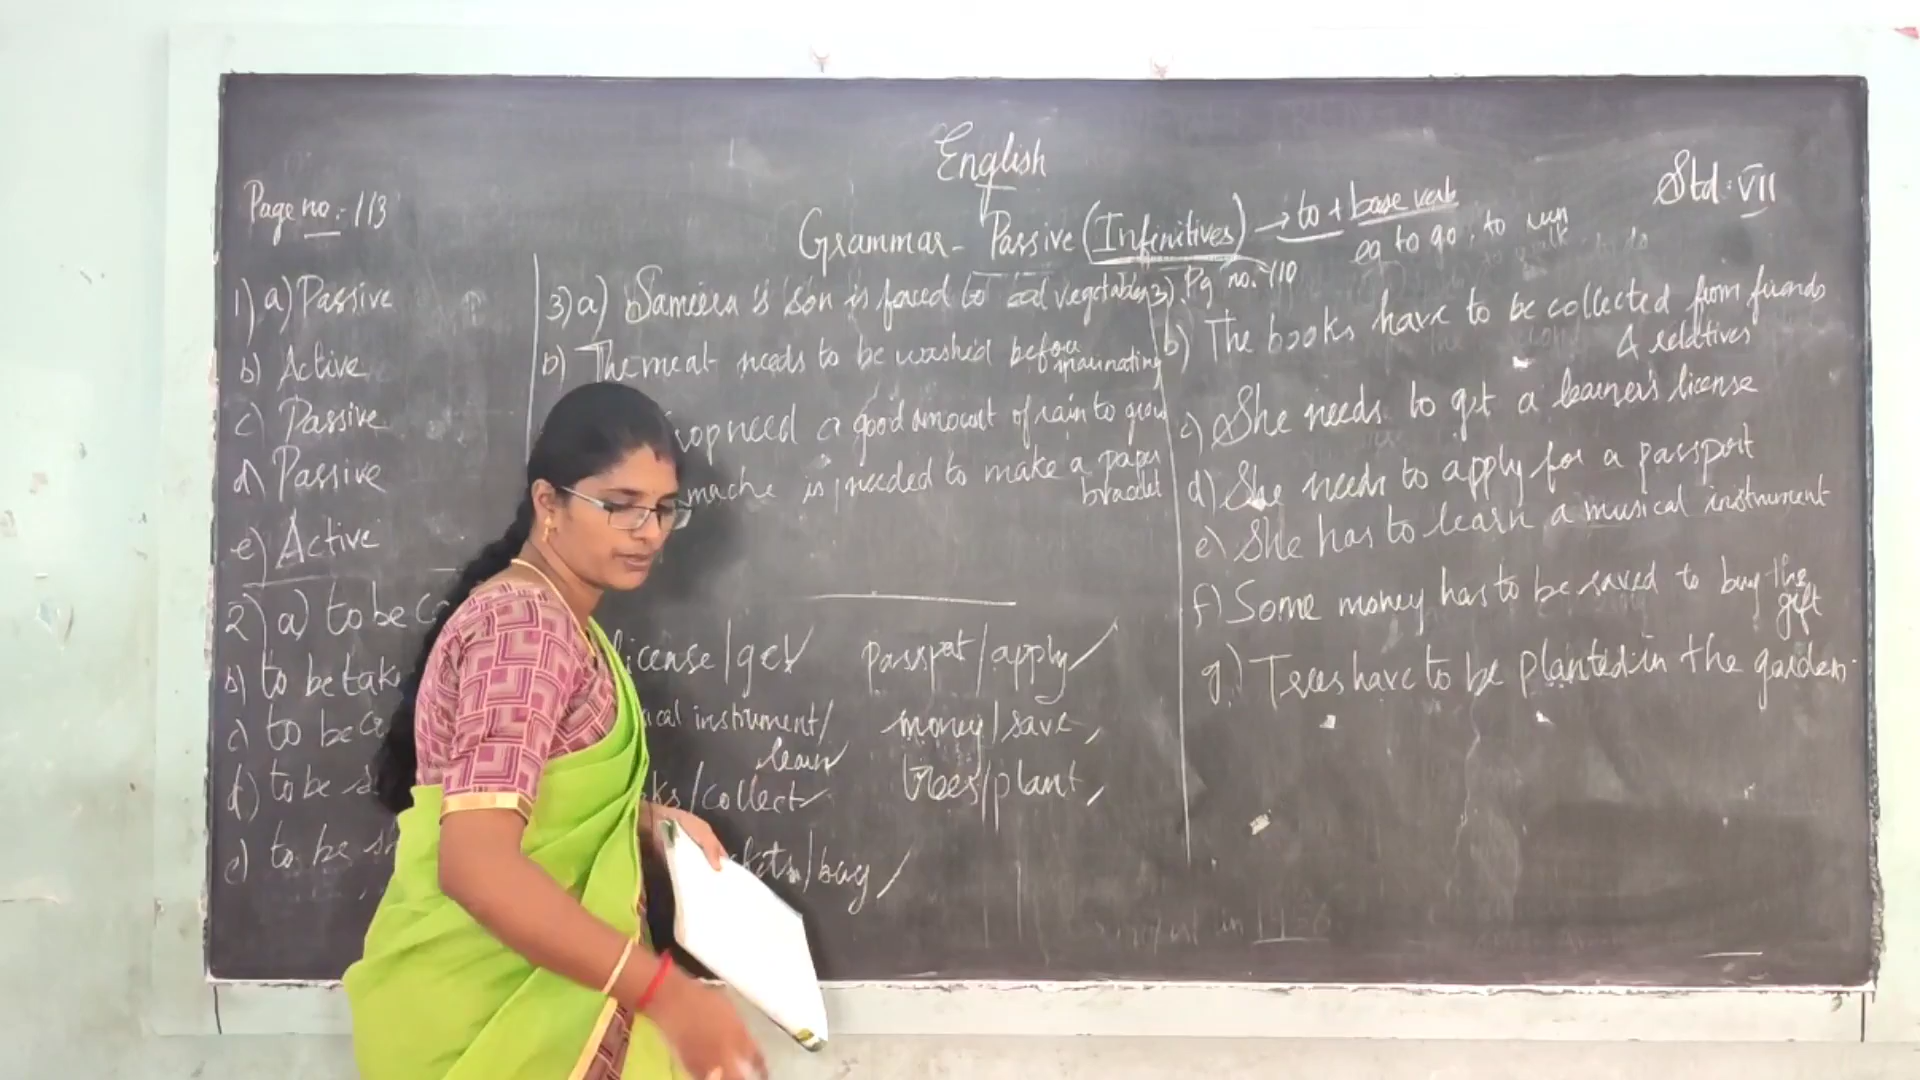 English
Std: VII
Page no:- 113
Grammar- Passive (Infinitives) → to + base verb
eg to go, to run
to walk, to do
1) a) Passive
b) Active
c) Passive
d) Passive
e) Active
2) a) to be
b) to be take
c) to be
d) to be
e) to be
3) a) Sameera's son is forced to eat vegetables
b) The meat needs to be washed before
marinating
need a good amount of rain to grow
mache is needed to make a paper
bracelet
license/get passport/apply
instrument/ money/save
learn
/collect trees/plant
/buy
3) Pg no:-110
b) The books have to be collected from friends
& relatives
c) She needs to get a learner's license
d) She needs to apply for a passport
e) She has to learn a musical instrument
f) Some money has to be saved to buy the
gift
g) Trees have to be planted in the garden.